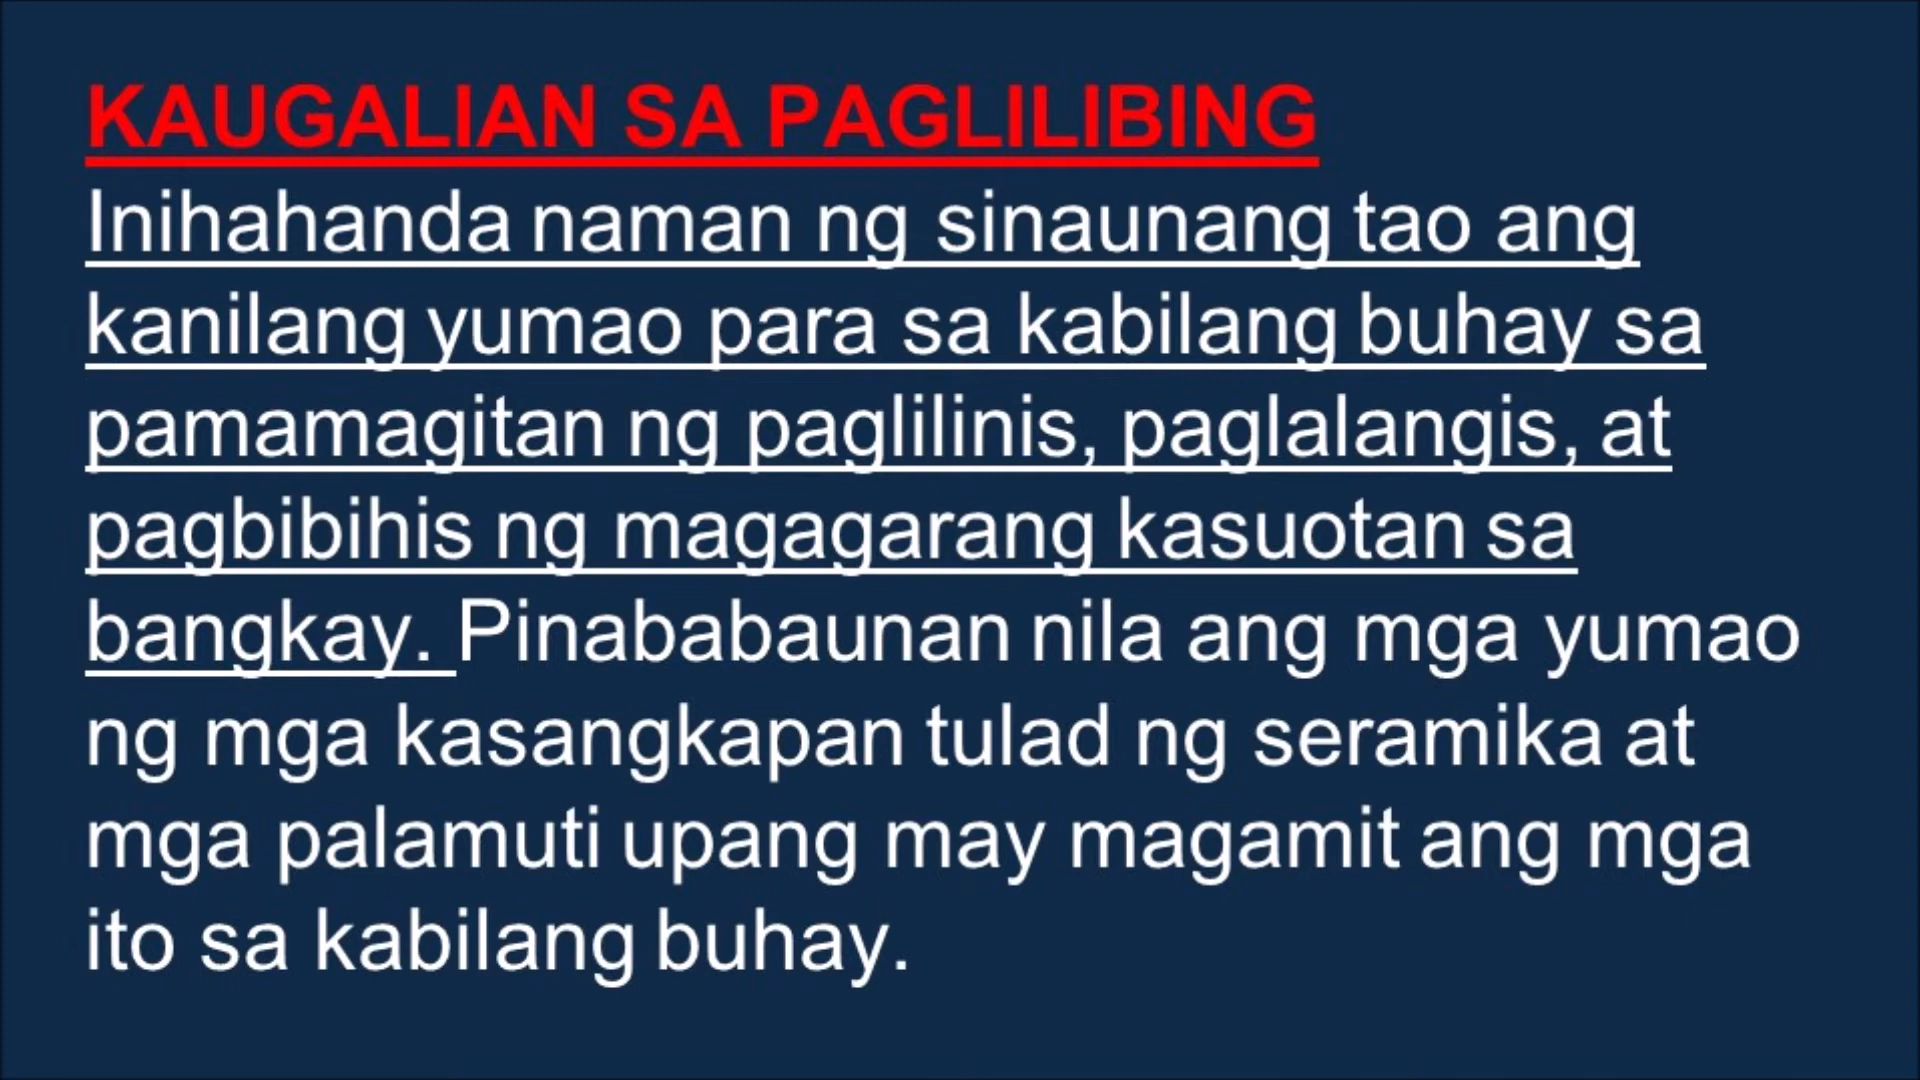 KAUGALIAN SA PAGLILIBING
Inihahanda naman ng sinaunang tao ang
kanilang yumao para sa kabilang buhay sa
pamamagitan ng paglilinis, paglalangis, at
pagbibihis ng magagarang kasuotan sa
bangkay. Pinababaunan nila ang mga yumao
ng mga kasangkapan tulad ng seramika at
mga palamuti upang may magamit ang mga
ito sa kabilang buhay.